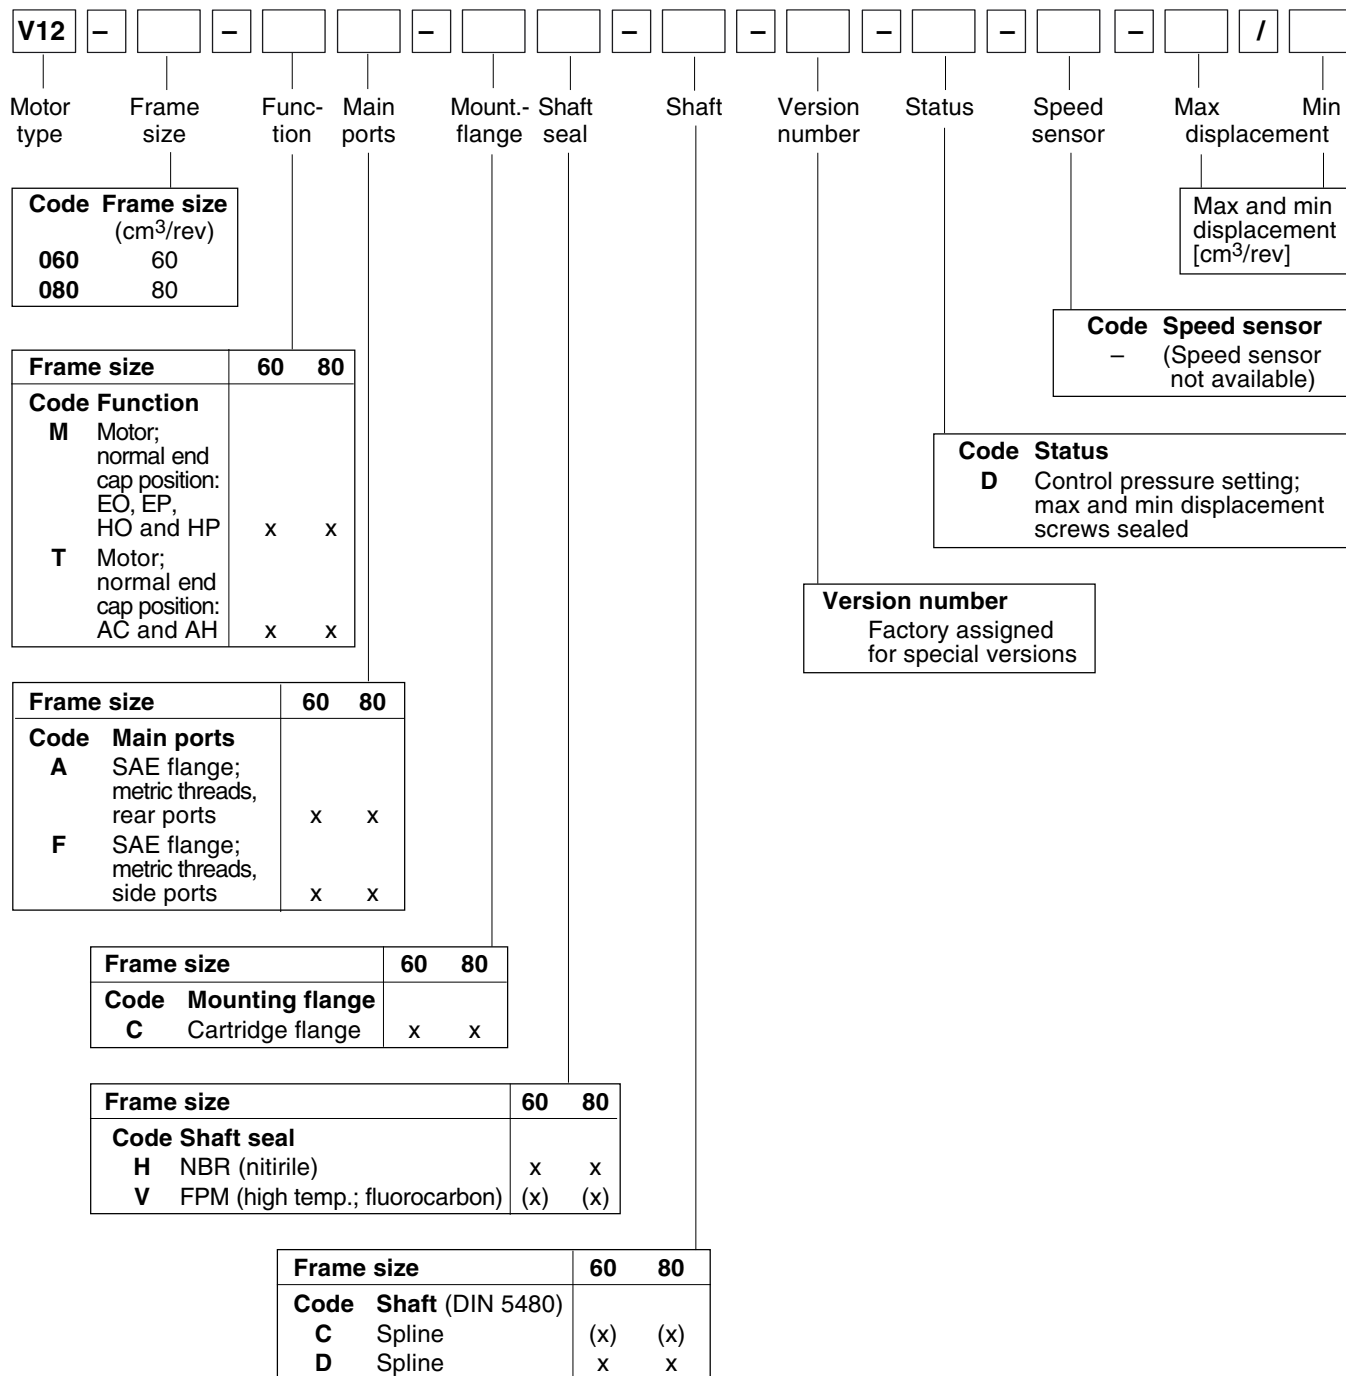 V12 – – – – – – – – /
Motor type
Frame size
Func- tion
Main ports
Mount.- flange
Shaft seal
Shaft
Version number
Status
Speed sensor
Max Min
displacement
Code Frame size
(cm3/rev)
060 60
080 80
Max and min
displacement
[cm3/rev]
Code Speed sensor
– (Speed sensor
not available)
Frame size 60 80
Code Function
M Motor;
normal end
cap position:
EO, EP,
HO and HP x x
T Motor;
normal end
cap position:
AC and AH x x
Code Status
D Control pressure setting;
max and min displacement
screws sealed
Version number
Factory assigned
for special versions
Frame size 60 80
Code Main ports
A SAE flange;
metric threads,
rear ports x x
F SAE flange;
metric threads,
side ports x x
Frame size 60 80
Code Mounting flange
C Cartridge flange x x
Frame size 60 80
Code Shaft seal
H NBR (nitirile) x x
V FPM (high temp.; fluorocarbon) (x) (x)
Frame size 60 80
Code Shaft (DIN 5480)
C Spline (x) (x)
D Spline x x